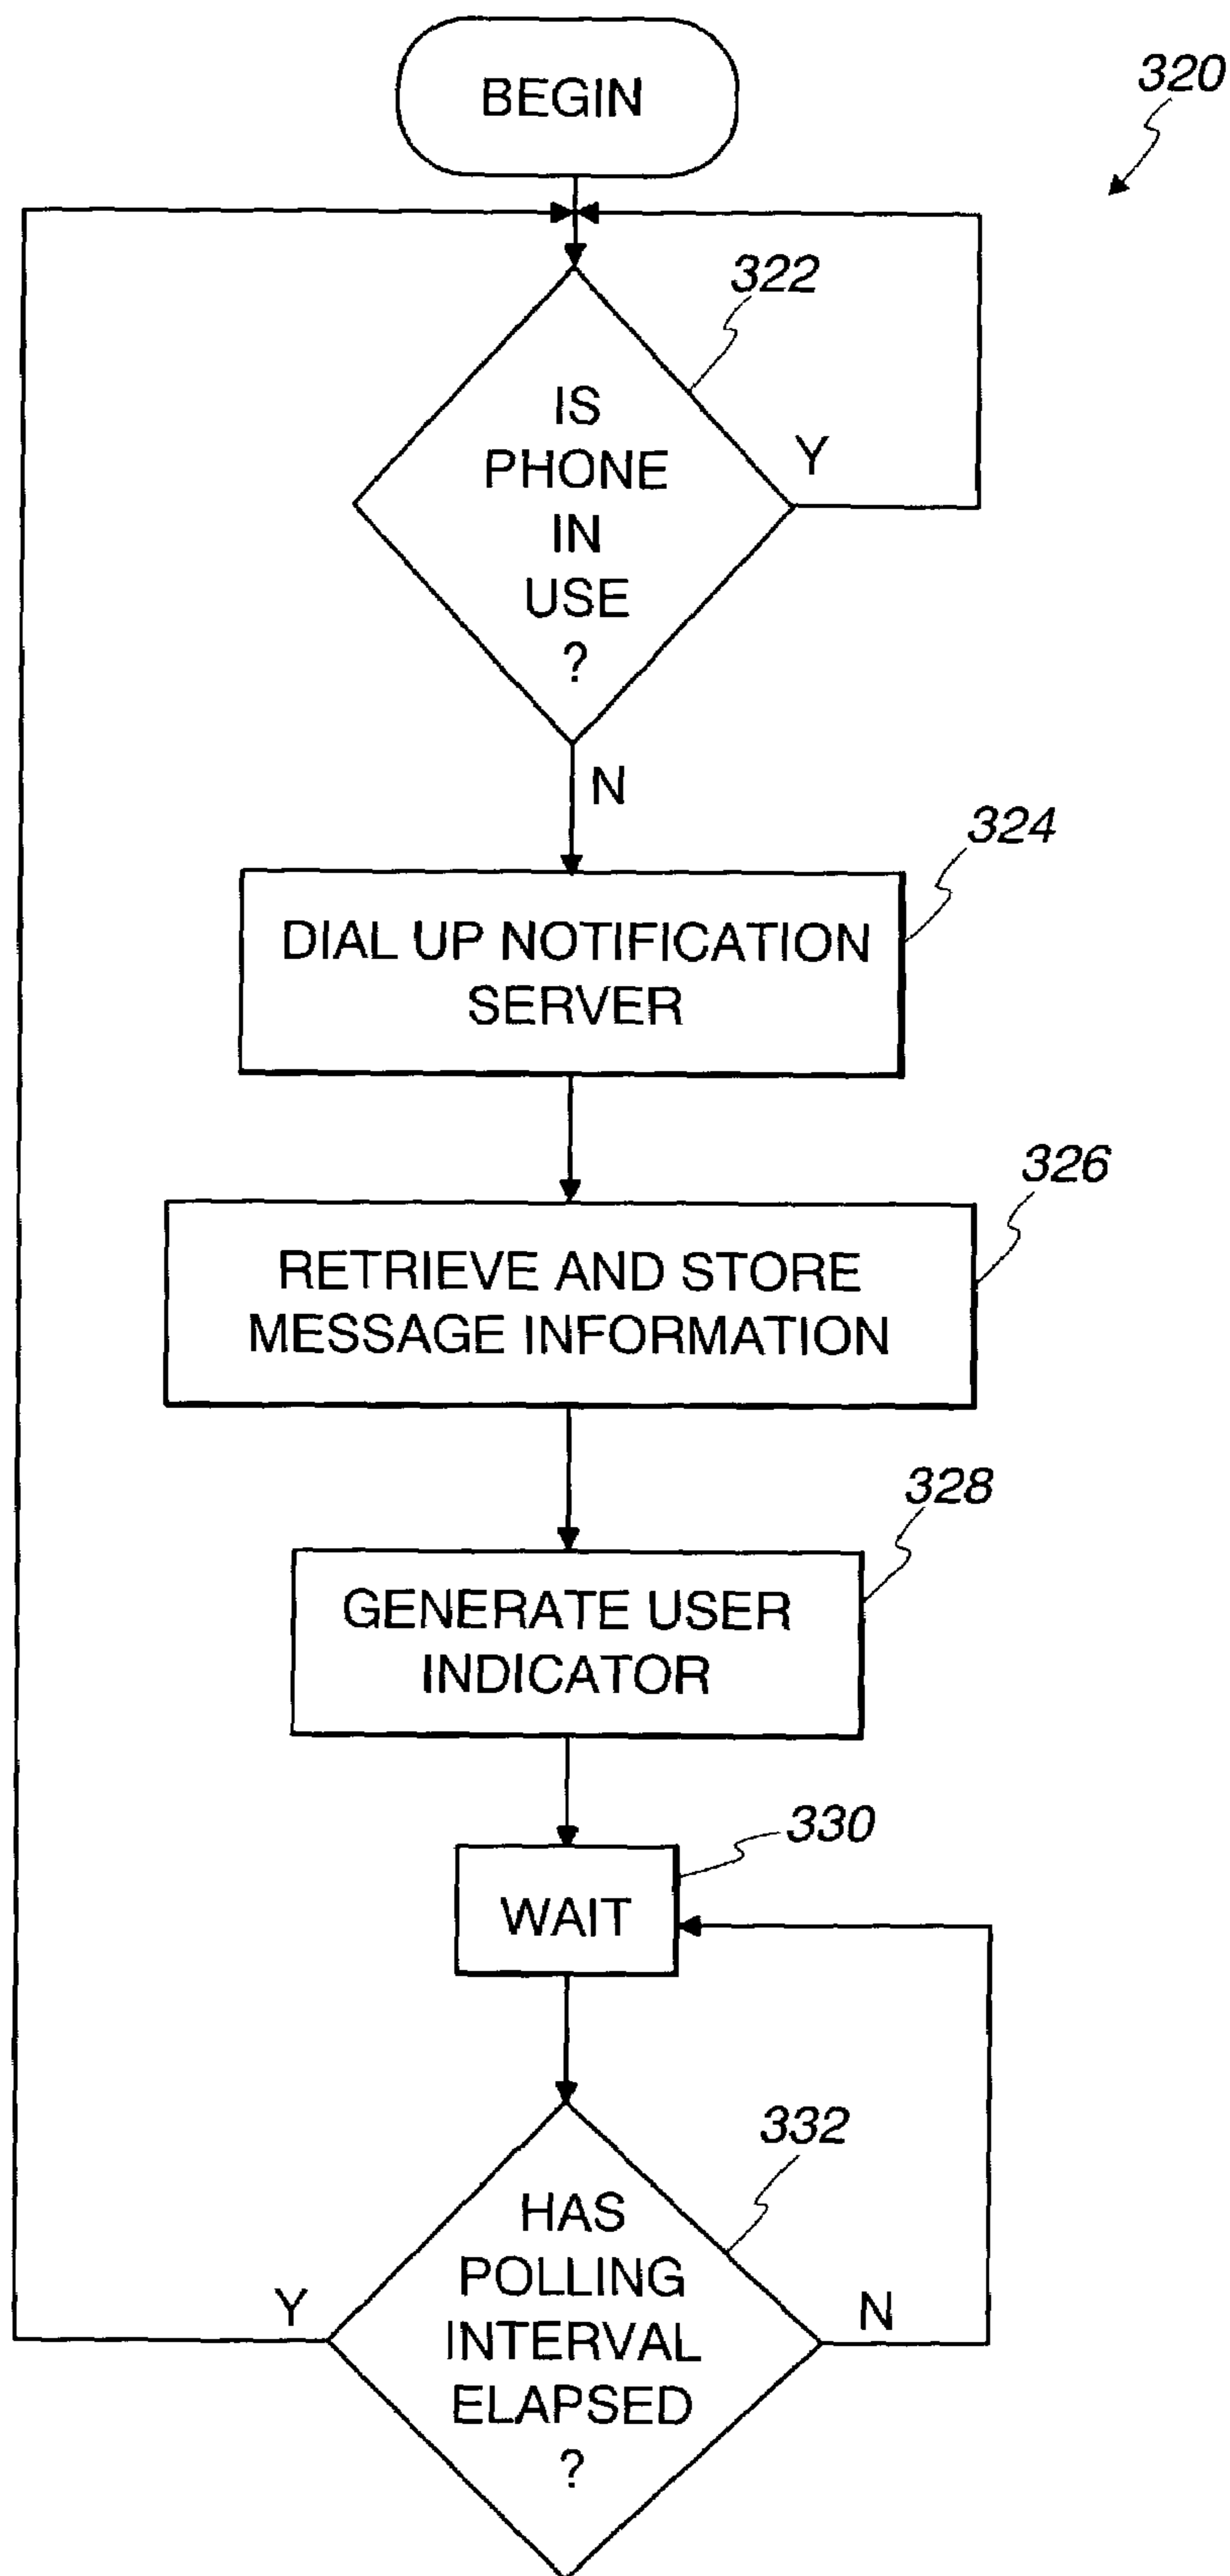 BEGIN
320
322
IS
PHONE
IN
USE
?
Y
N
324
DIAL UP NOTIFICATION
SERVER
326
RETRIEVE AND STORE
MESSAGE INFORMATION
328
GENERATE USER
INDICATOR
330
WAIT
332
HAS
POLLING
INTERVAL
ELAPSED
?
Y
N